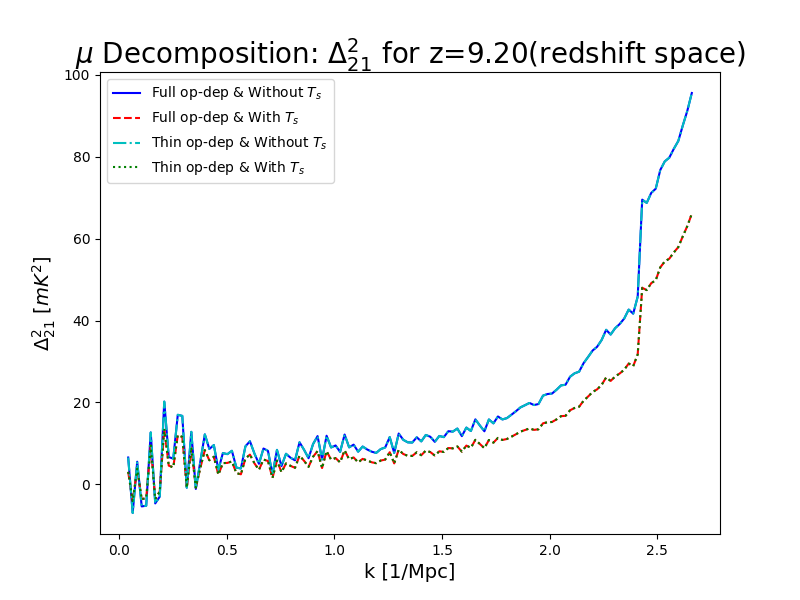 μ Decomposition: Δ²₂₁ for z=9.20(redshift space)
Full op-dep & Without Tₛ
Full op-dep & With Tₛ
Thin op-dep & Without Tₛ
Thin op-dep & With Tₛ
100
80
60
40
20
0
Δ²₂₁ [mK²]
0.0 0.5 1.0 1.5 2.0 2.5
k [1/Mpc]